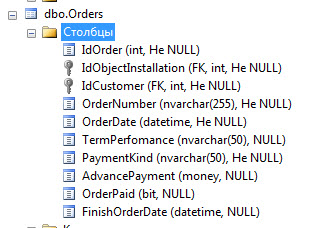 dbo.Orders
Столбцы
IdOrder (int, Не NULL)
IdObjectInstallation (FK, int, Не NULL)
IdCustomer (FK, int, Не NULL)
OrderNumber (nvarchar(255), Не NULL)
OrderDate (datetime, Не NULL)
TermPerfomance (nvarchar(50), NULL)
PaymentKind (nvarchar(50), Не NULL)
AdvancePayment (money, NULL)
OrderPaid (bit, NULL)
FinishOrderDate (datetime, NULL)